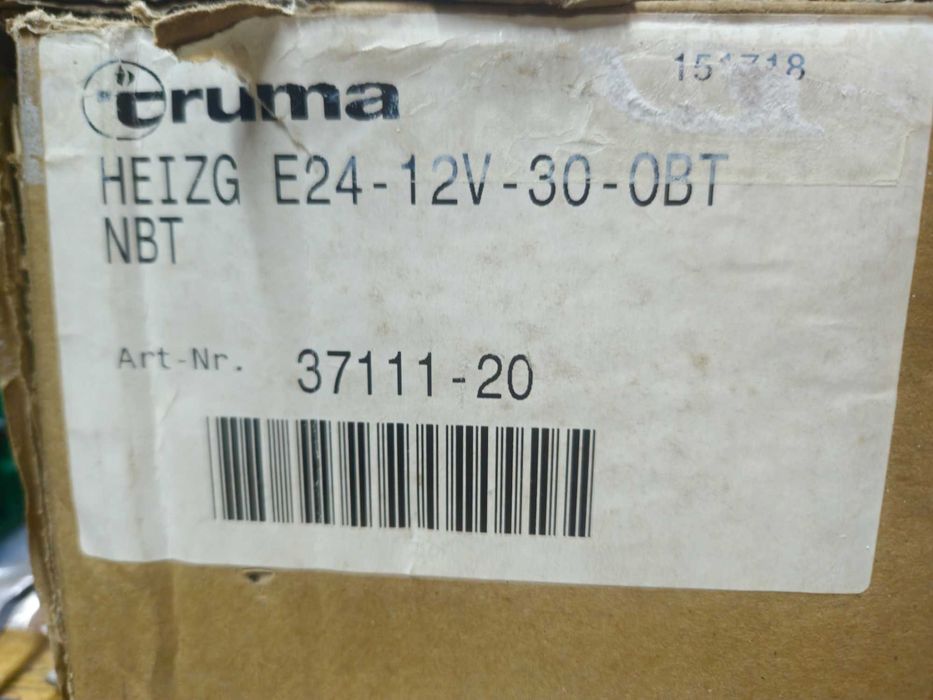 truma
HEIZG E24-12V-30-OBT
NBT
Art-Nr. 37111-20